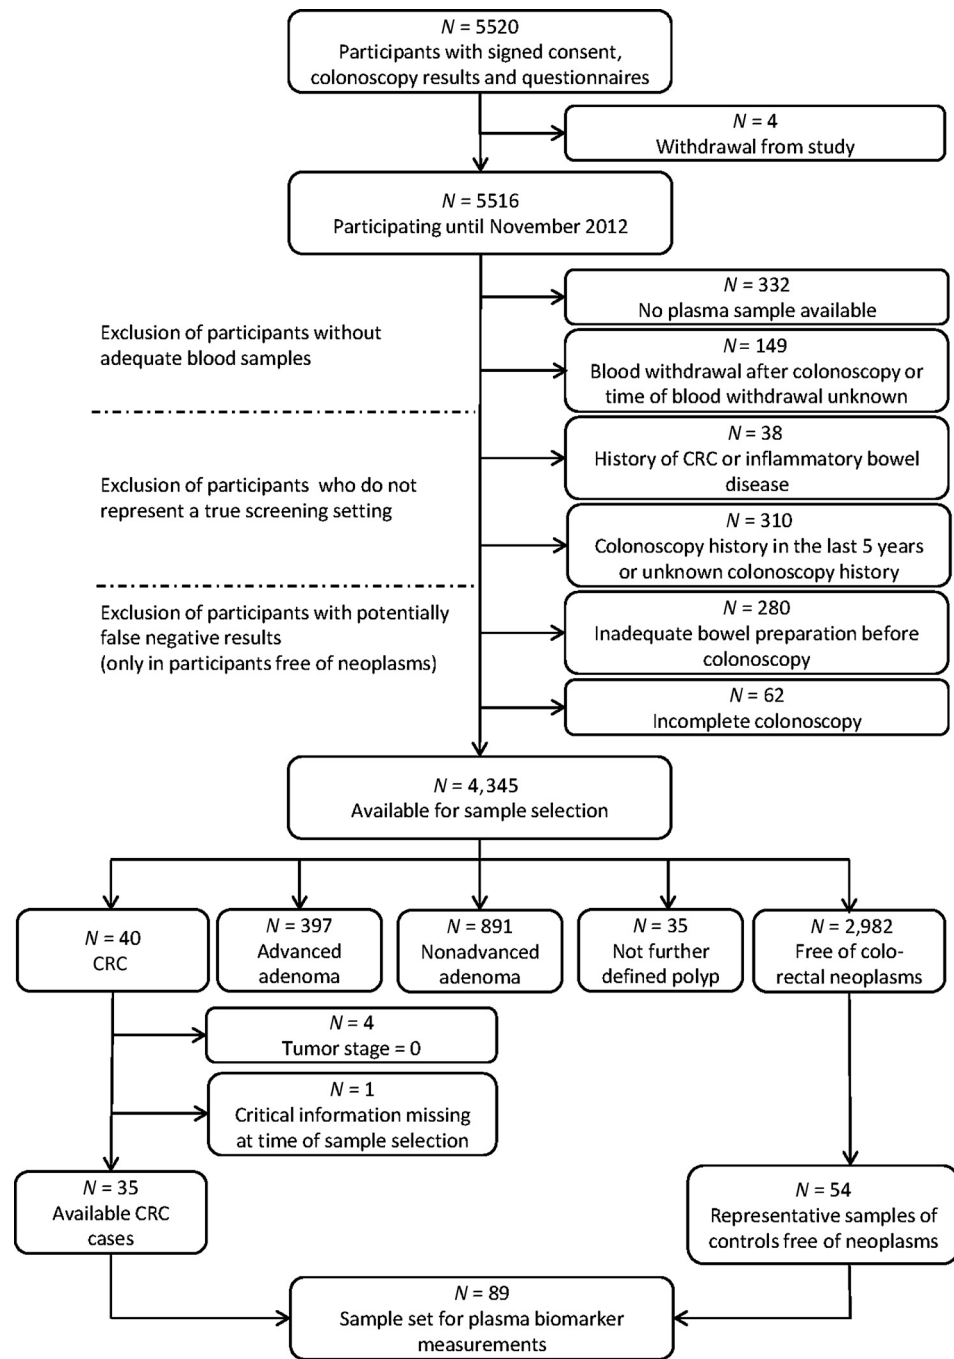 N = 5520
Participants with signed consent,
colonoscopy results and questionnaires
N = 4
Withdrawal from study
N = 5516
Participating until November 2012
N = 332
No plasma sample available
Exclusion of participants without
adequate blood samples
N = 149
Blood withdrawal after colonoscopy or
time of blood withdrawal unknown
N = 38
History of CRC or inflammatory bowel
disease
Exclusion of participants who do not
represent a true screening setting
N = 310
Colonoscopy history in the last 5 years
or unknown colonoscopy history
Exclusion of participants with potentially
false negative results
(only in participants free of neoplasms)
N = 280
Inadequate bowel preparation before
colonoscopy
N = 62
Incomplete colonoscopy
N = 4,345
Available for sample selection
N = 40
CRC
N = 397
Advanced
adenoma
N = 891
Nonadvanced
adenoma
N = 35
Not further
defined polyp
N = 2,982
Free of colo-
rectal neoplasms
N = 4
Tumor stage = 0
N = 1
Critical information missing
at time of sample selection
N = 35
Available CRC
cases
N = 54
Representative samples of
controls free of neoplasms
N = 89
Sample set for plasma biomarker
measurements